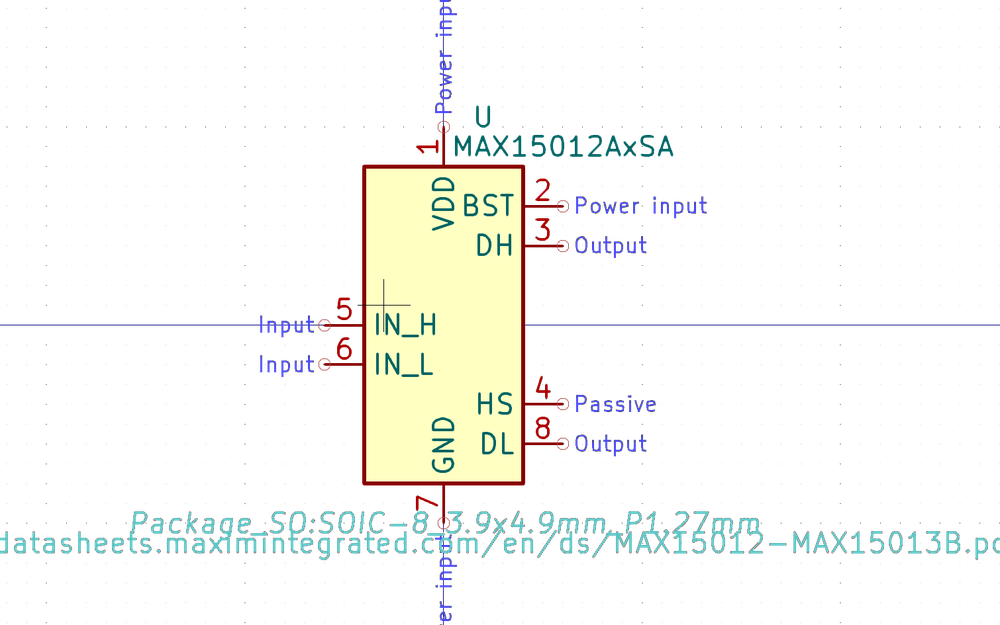 Power input
U
MAX15012AxSA
1
VDD
BST
2
Power input
DH
3
Output
Input
5
IN_H
Input
6
IN_L
HS
4
Passive
DL
8
Output
GND
7
Package_SO:SOIC-8_3.9x4.9mm_P1.27mm
datasheets.maximintegrated.com/en/ds/MAX15012-MAX15013B.pd
er input